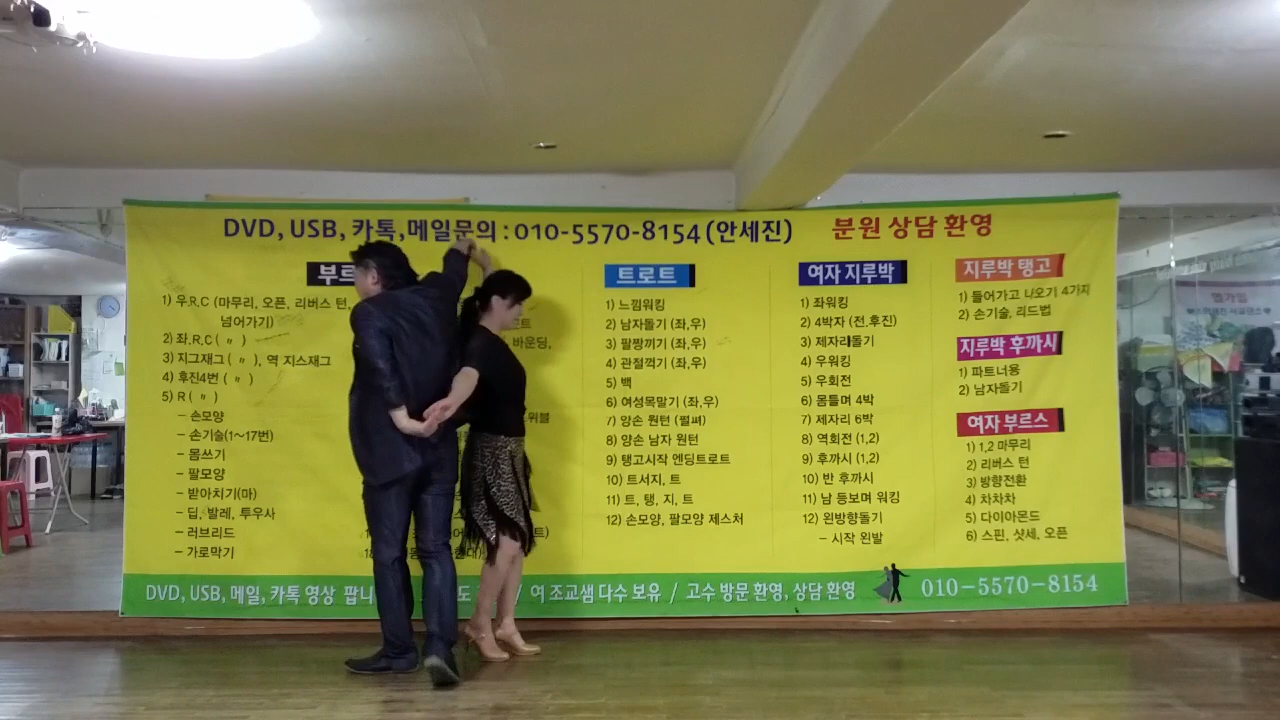 DVD, USB, 카톡, 메일문의 : 010-5570-8154 (안세진) 분원 상담 환영
1) 우.R.C (마무리, 오픈, 리버스 턴,
넘어가기)
2) 좌.R.C ( 〃 )
3) 지그재그 ( 〃 ), 역 지스재그
4) 후진4번 ( 〃 )
5) R ( 〃 )
– 손모양
– 손기술(1~17번)
– 몸쓰기
– 팔모양
– 받아치기(마)
– 딥, 발레, 투우사
– 러브리드
– 가로막기
바운딩,
트로트
1) 느낌워킹
2) 남자돌기 (좌,우)
3) 팔짱끼기 (좌,우)
4) 관절꺽기 (좌,우)
5) 백
6) 여성목말기 (좌,우)
7) 양손 원턴 (펼펴)
8) 양손 남자 원턴
9) 탱고시작 엔딩트로트
10) 트서지, 트
11) 트, 탱, 지, 트
12) 손모양, 팔모양 제스처
여자 지루박
1) 좌워킹
2) 4박자 (전,후진)
3) 제자리돌기
4) 우워킹
5) 우회전
6) 몸틀며 4박
7) 제자리 6박
8) 역회전 (1,2)
9) 후까시 (1,2)
10) 반 후까시
11) 남 등보며 워킹
12) 왼방향돌기
– 시작 왼발
지루박 탱고
1) 들어가고 나오기 4가지
2) 손기술, 리드법
지루박 후까시
1) 파트너용
2) 남자돌기
여자 부르스
1) 1,2 마무리
2) 리버스 턴
3) 방향전환
4) 차차차
5) 다이아몬드
6) 스핀, 샷세, 오픈
DVD, USB, 메일, 카톡 영상 팝니 / 여 조교샘 다수 보유 / 고수 방문 환영, 상담 환영 010-5570-8154